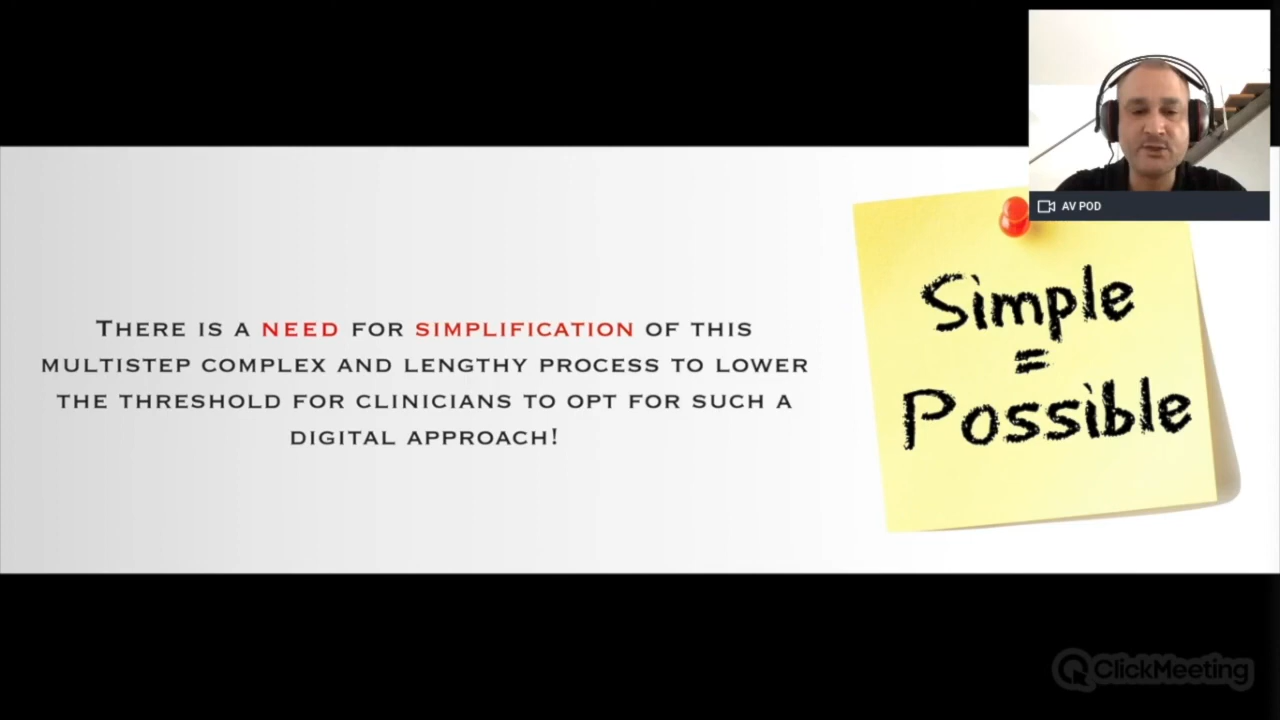 AV POD
THERE IS A NEED FOR SIMPLIFICATION OF THIS
MULTISTEP COMPLEX AND LENGTHY PROCESS TO LOWER
THE THRESHOLD FOR CLINICIANS TO OPT FOR SUCH A
DIGITAL APPROACH!
Simple
=
Possible
ClickMeeting